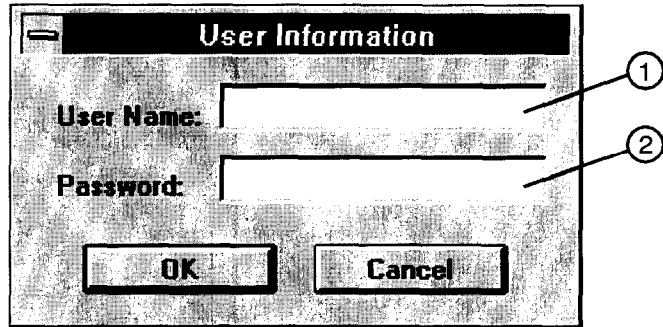 User Information
1
User Name:
2
Password:
OK Cancel